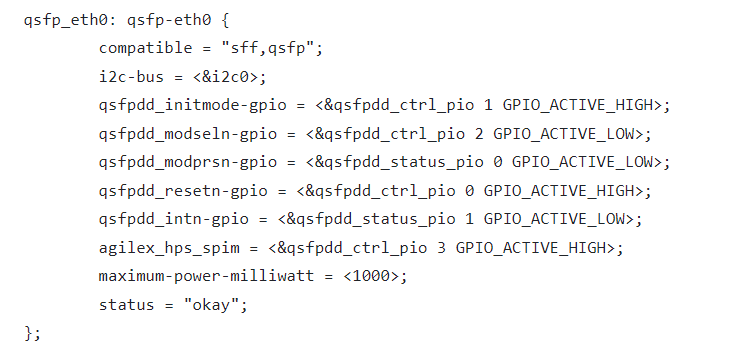 qsfp_eth0: qsfp-eth0 {
compatible = "sff,qsfp";
i2c-bus = <&i2c0>;
qsfpdd_initmode-gpio = <&qsfpdd_ctrl_pio 1 GPIO_ACTIVE_HIGH>;
qsfpdd_modseln-gpio = <&qsfpdd_ctrl_pio 2 GPIO_ACTIVE_LOW>;
qsfpdd_modprsn-gpio = <&qsfpdd_status_pio 0 GPIO_ACTIVE_LOW>;
qsfpdd_resetn-gpio = <&qsfpdd_ctrl_pio 0 GPIO_ACTIVE_HIGH>;
qsfpdd_intn-gpio = <&qsfpdd_status_pio 1 GPIO_ACTIVE_LOW>;
agilex_hps_spim = <&qsfpdd_ctrl_pio 3 GPIO_ACTIVE_HIGH>;
maximum-power-milliwatt = <1000>;
status = "okay";
};